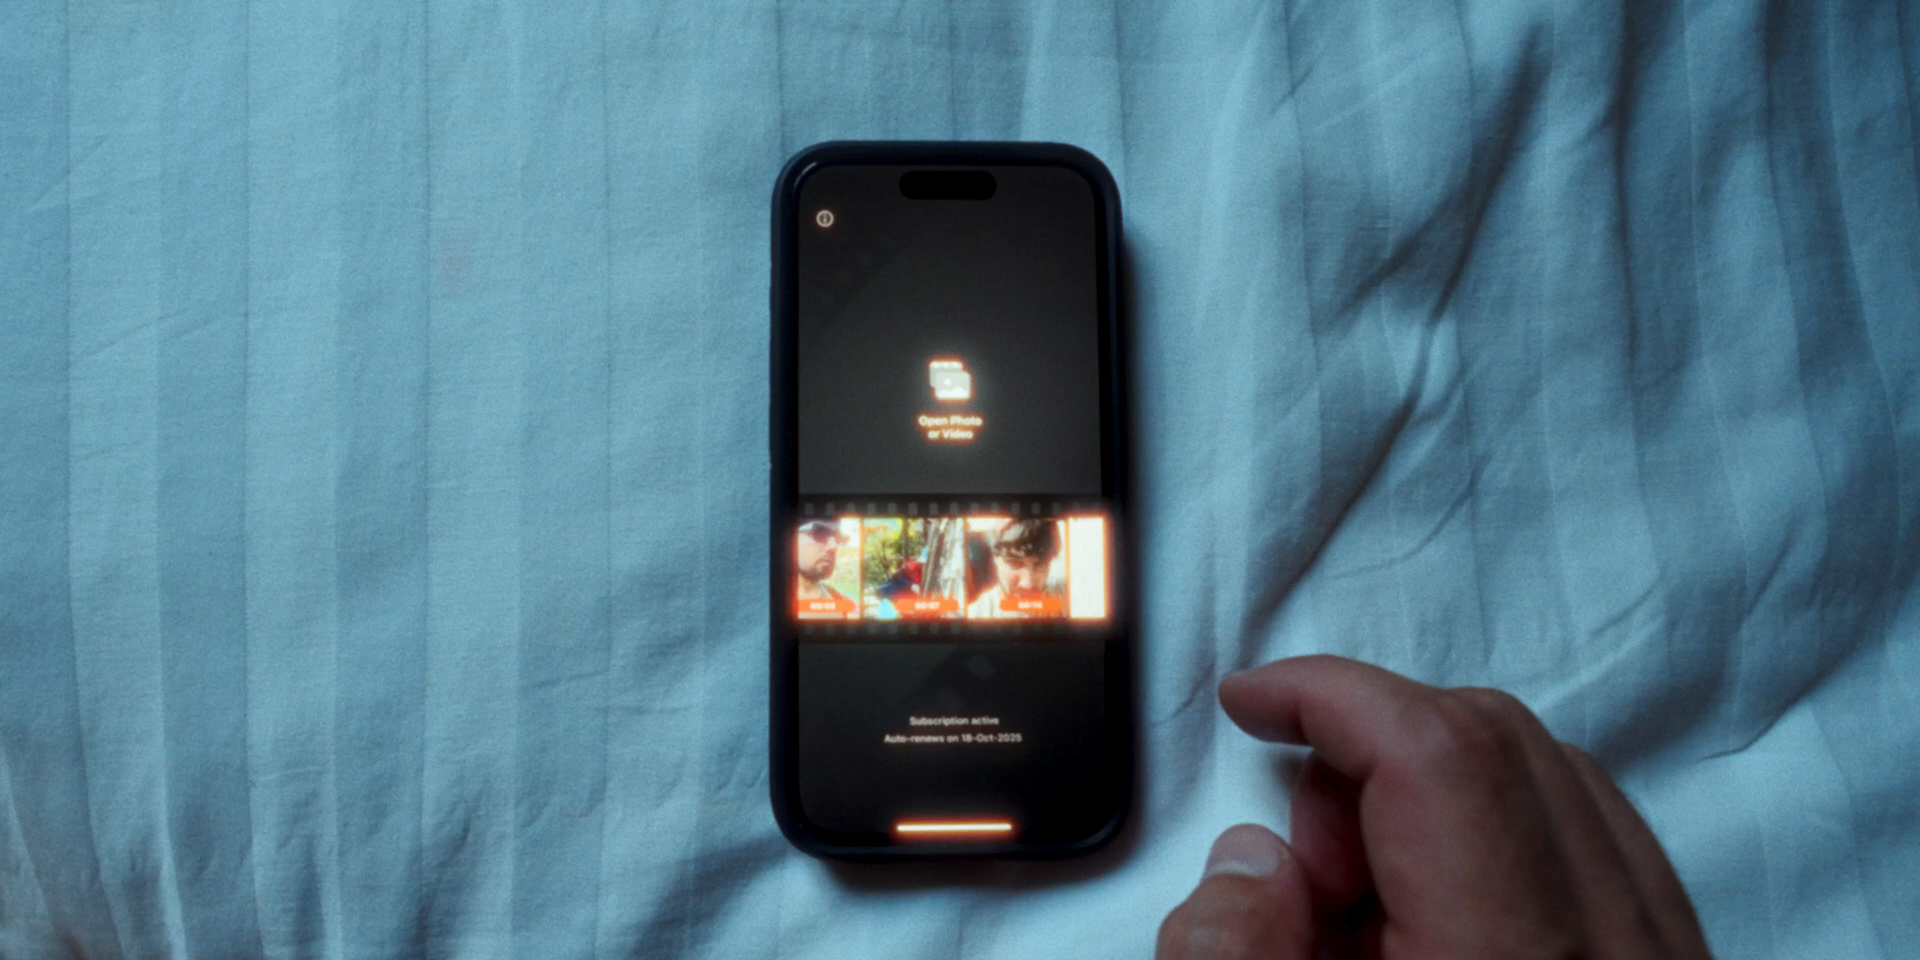 Open Photo
or Video
Subscription active
Auto-renews on 18-Oct-2025